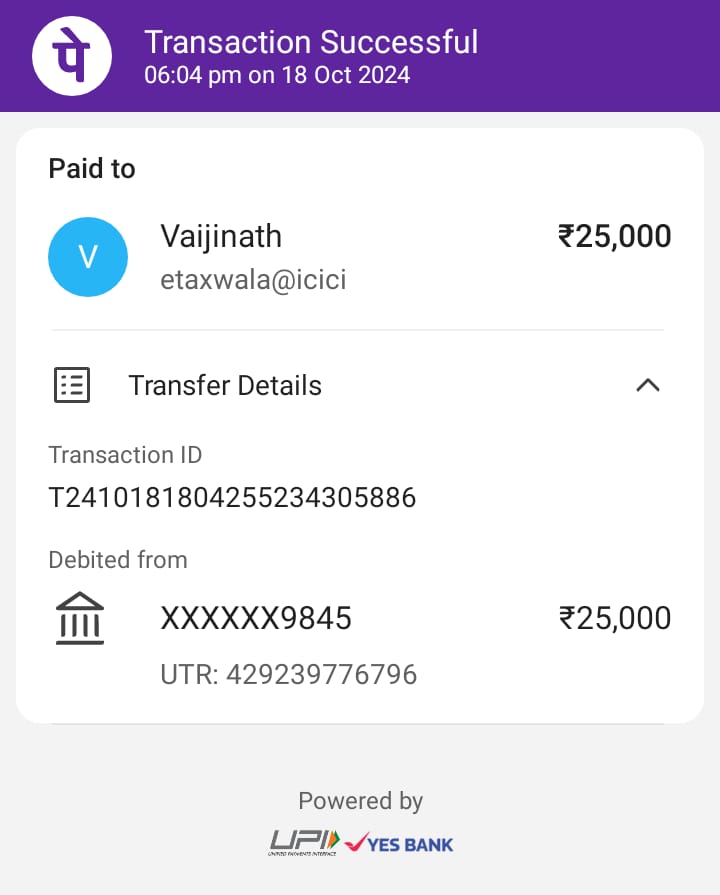 पे
Transaction Successful
06:04 pm on 18 Oct 2024
Paid to
V
Vaijinath
₹25,000
etaxwala@icici
Transfer Details
Transaction ID
T2410181804255234305886
Debited from
XXXXXX9845
₹25,000
UTR: 429239776796
Powered by
UPI
UNIFIED PAYMENTS INTERFACE
YES BANK